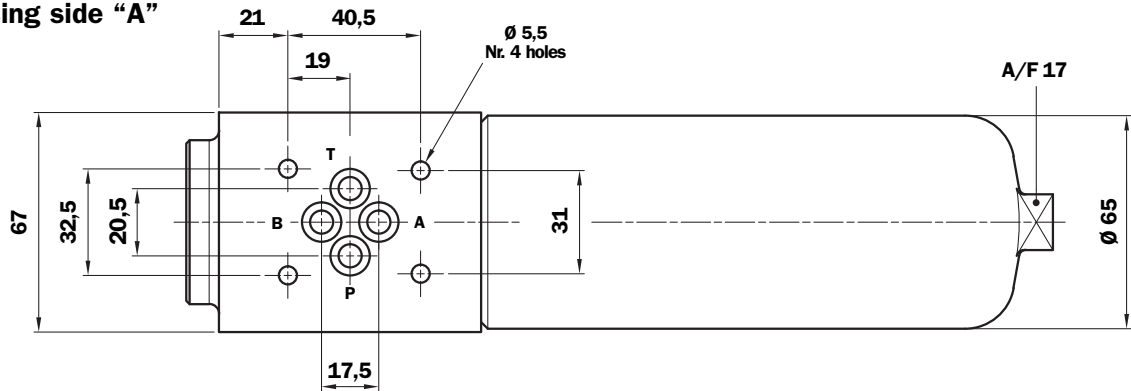 ing side “A”
21
40,5
Ø 5,5
Nr. 4 holes
19
A/F 17
T
67
32,5
20,5
B
A
31
Ø 65
P
17,5